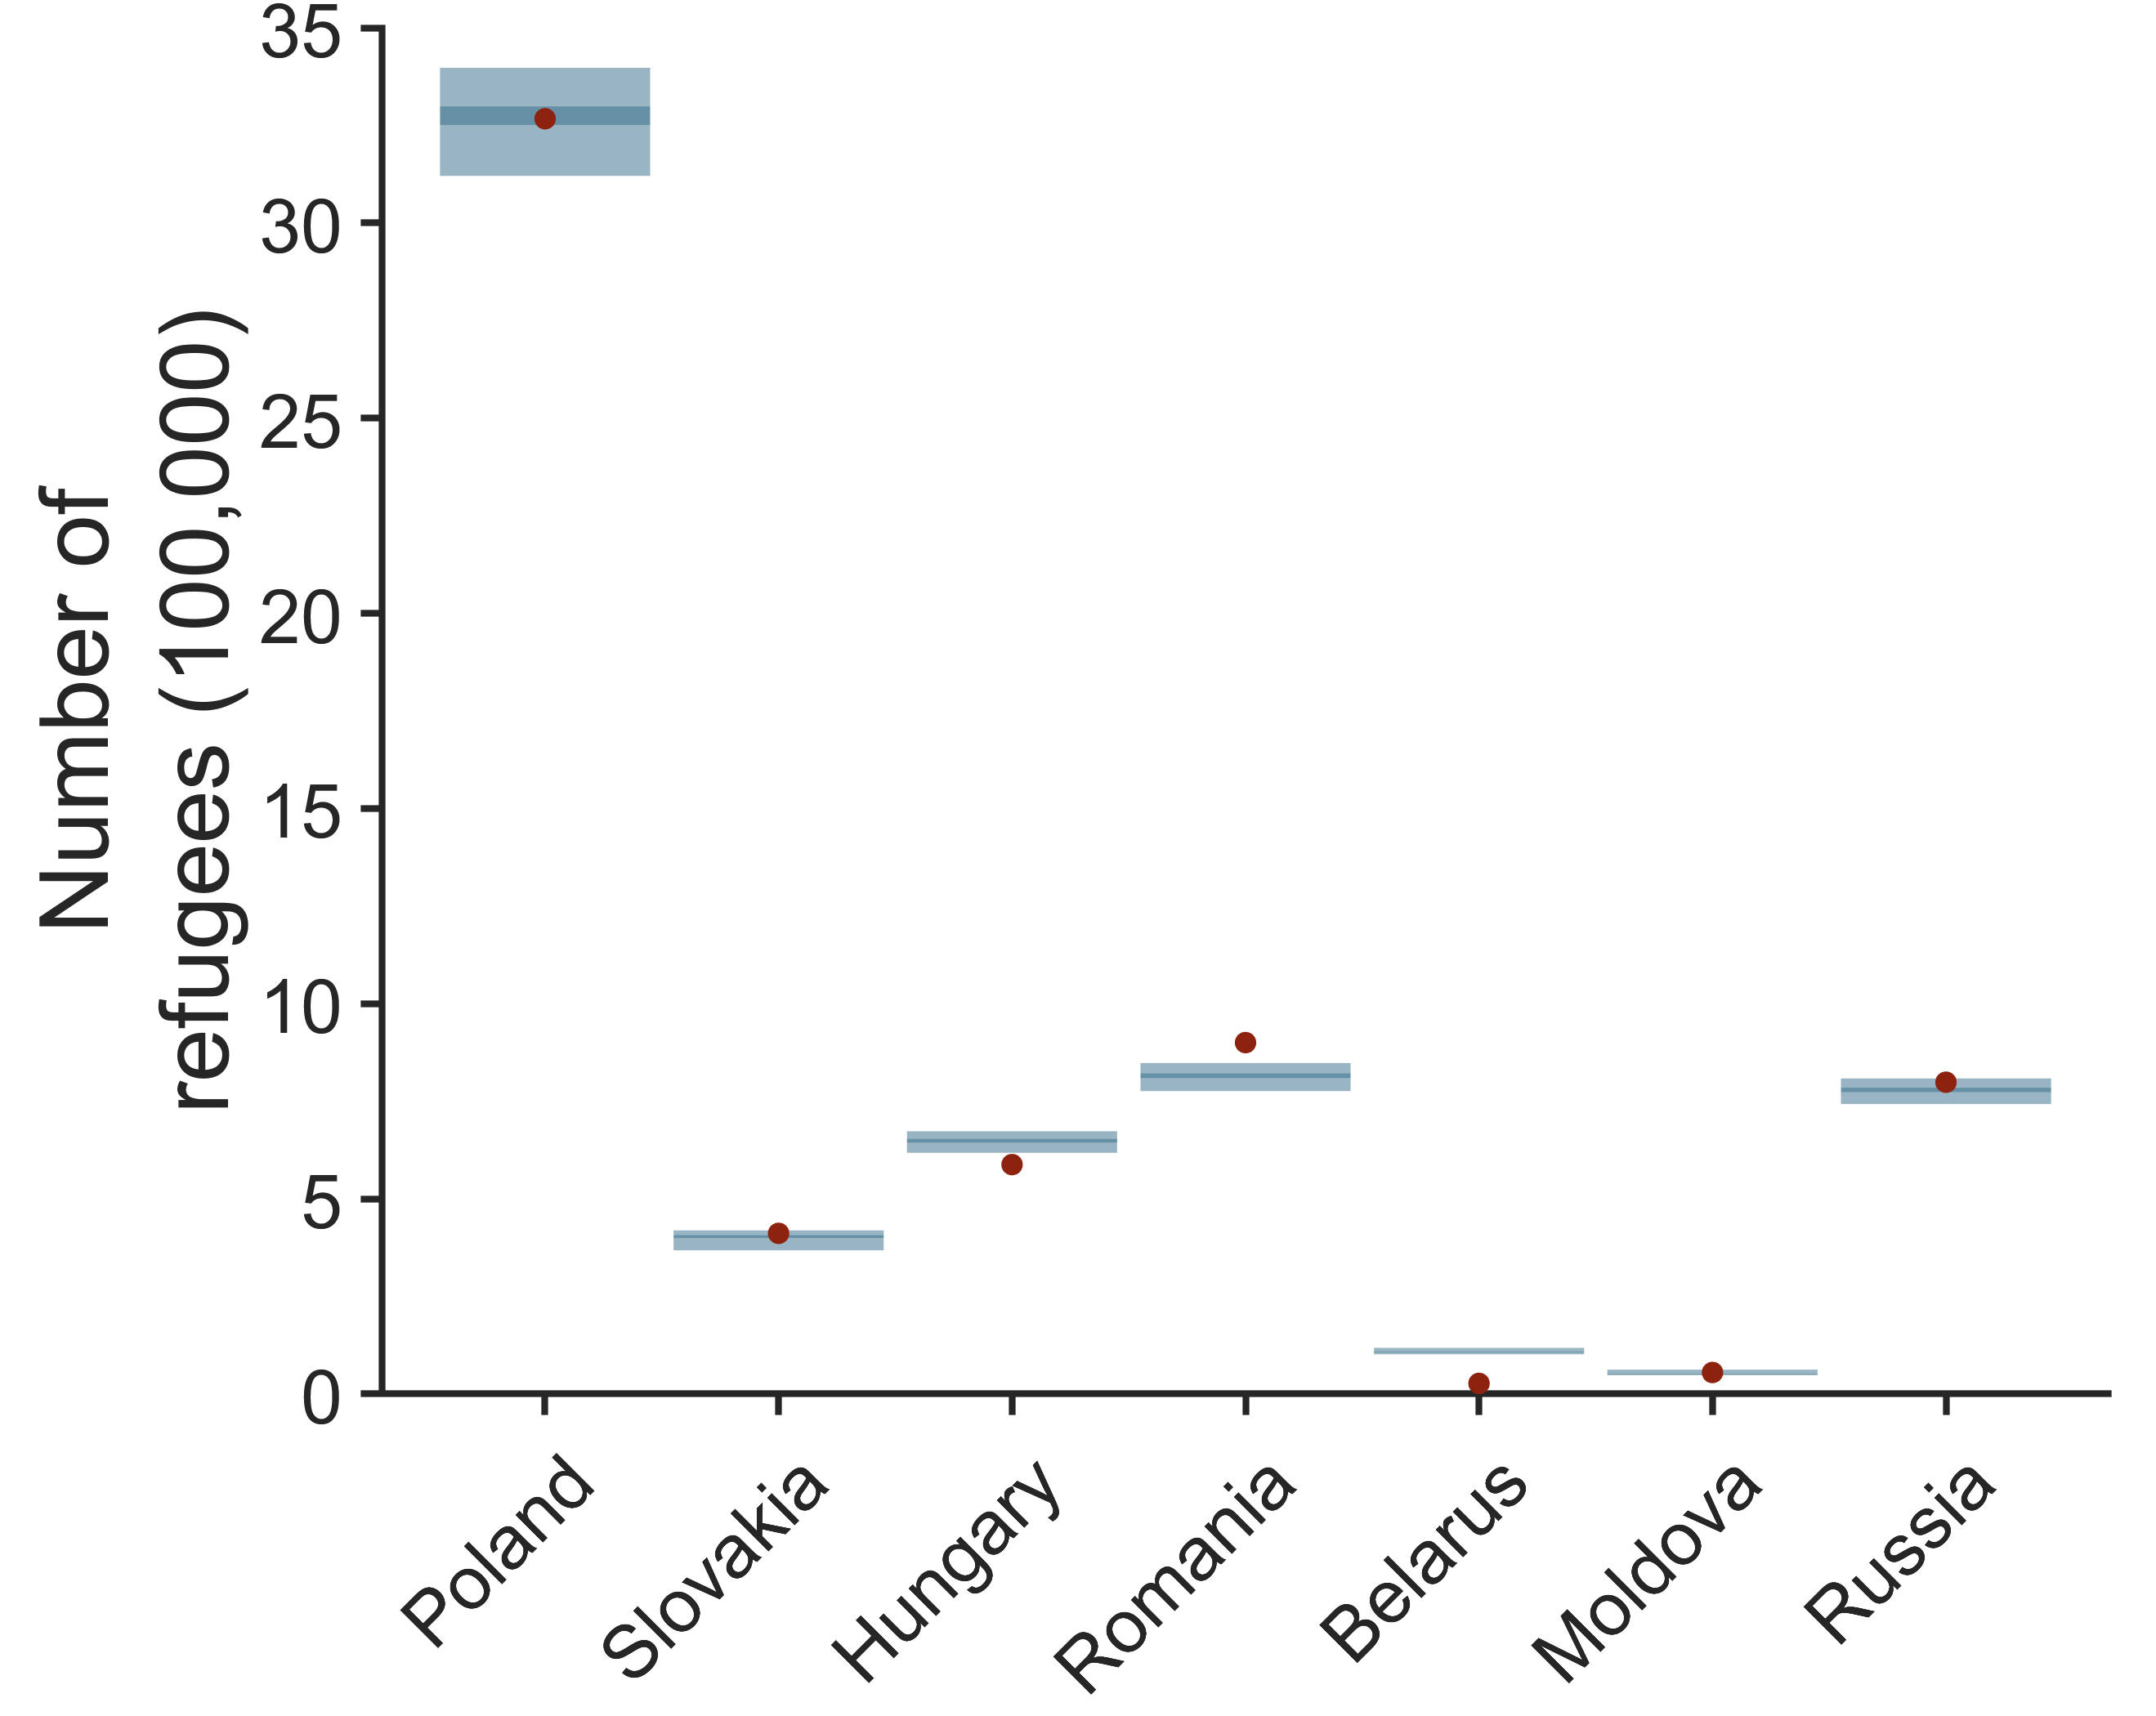 Number of
refugees (100,000)
35
30
25
20
15
10
5
0
Poland
Slovakia
Hungary
Romania
Belarus
Moldova
Russia